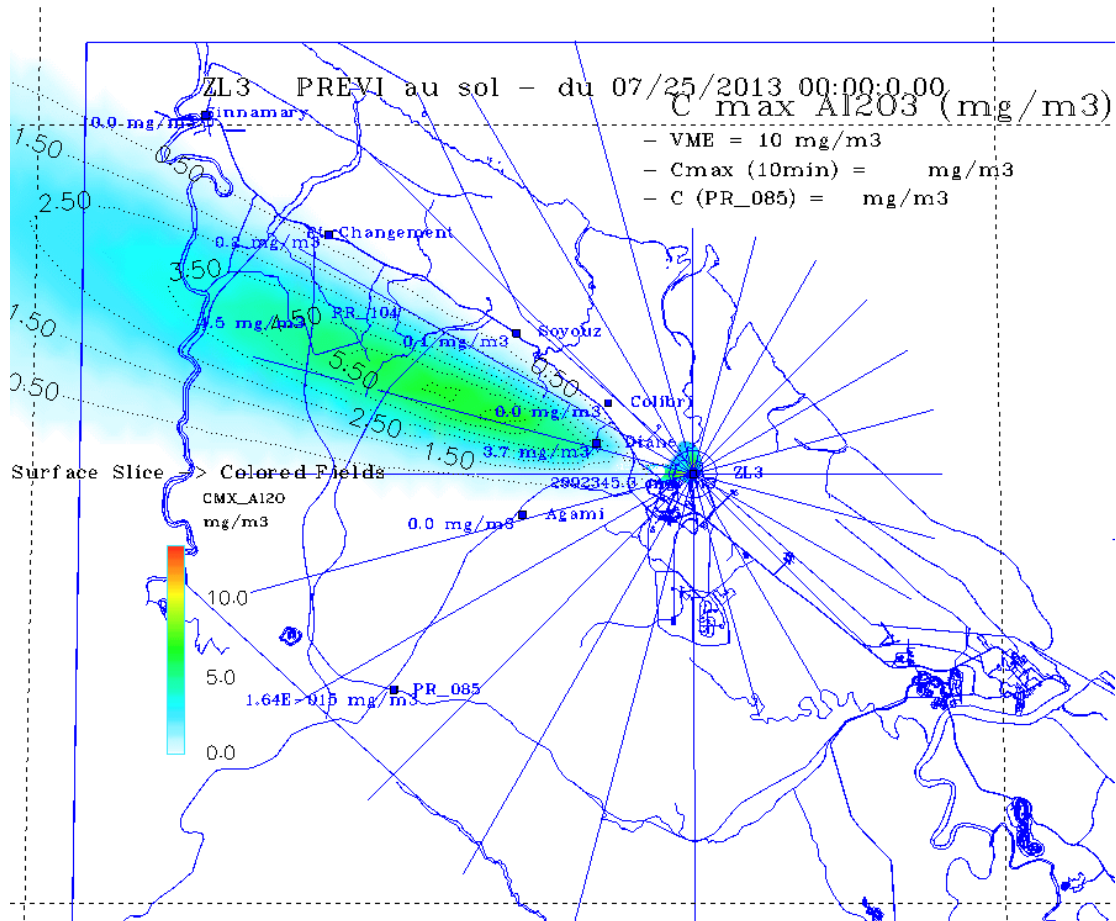 ZL3 PREVI au sol - du 07/25/2013 00:00:0.00
C max Al2O3 (mg/m3)
- VME = 10 mg/m3
- Cmax (10min) = mg/m3
- C (PR_085) = mg/m3
Sinnamary
0.0 mg/m3
1.50
0.50
2.50
Changement
0.2 mg/m3
3.50
4.50
PR_104
4.5 mg/m3
Soyouz
0.1 mg/m3
1.50
5.50
0.50
0.50
Colibri
0.0 mg/m3
2.50
Diane
3.7 mg/m3
1.50
Surface Slice -> Colored Fields
ZL3
CMX_Al2O
mg/m3
Agami
0.0 mg/m3
10.0
5.0
0.0
PR_085
1.64E-015 mg/m3